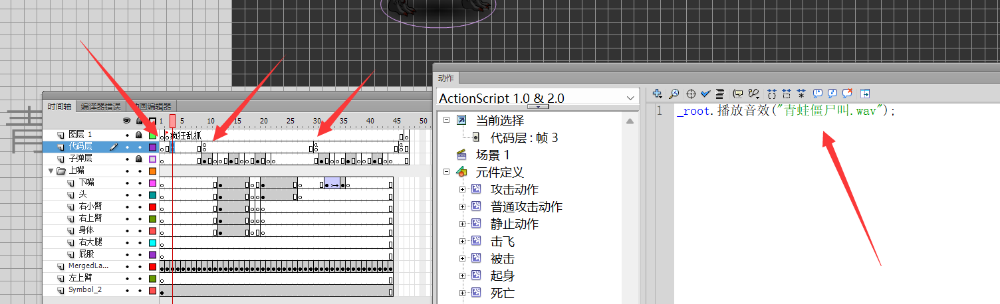 动作
ActionScript 1.0 & 2.0
当前选择
代码层 : 帧 3
场景 1
元件定义
攻击动作
普通攻击动作
静止动作
击飞
被击
起身
死亡
1
_root.播放音效("青蛙僵尸叫.wav");
时间轴
编译器错误
动画编辑器
1 5 10 15 20 25 30 35 40 45 50
图层 1
疯狂乱抓
代码层
子弹层
上嘴
下嘴
头
右小臂
右上臂
身体
右大腿
屁股
MergedLa...
左上臂
Symbol_2